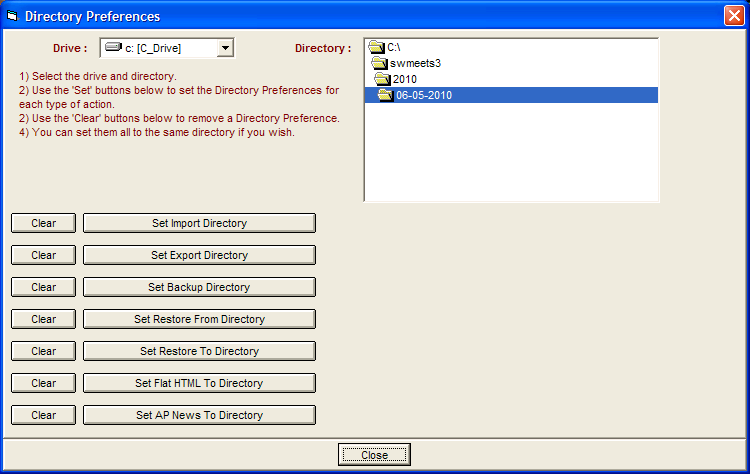 Directory Preferences
Drive :
c: [C_Drive]
Directory :
C:\
swmeets3
2010
06-05-2010
1) Select the drive and directory.
2) Use the 'Set' buttons below to set the Directory Preferences for
each type of action.
2) Use the 'Clear' buttons below to remove a Directory Preference.
4) You can set them all to the same directory if you wish.
Clear Set Import Directory
Clear Set Export Directory
Clear Set Backup Directory
Clear Set Restore From Directory
Clear Set Restore To Directory
Clear Set Flat HTML To Directory
Clear Set AP News To Directory
Close